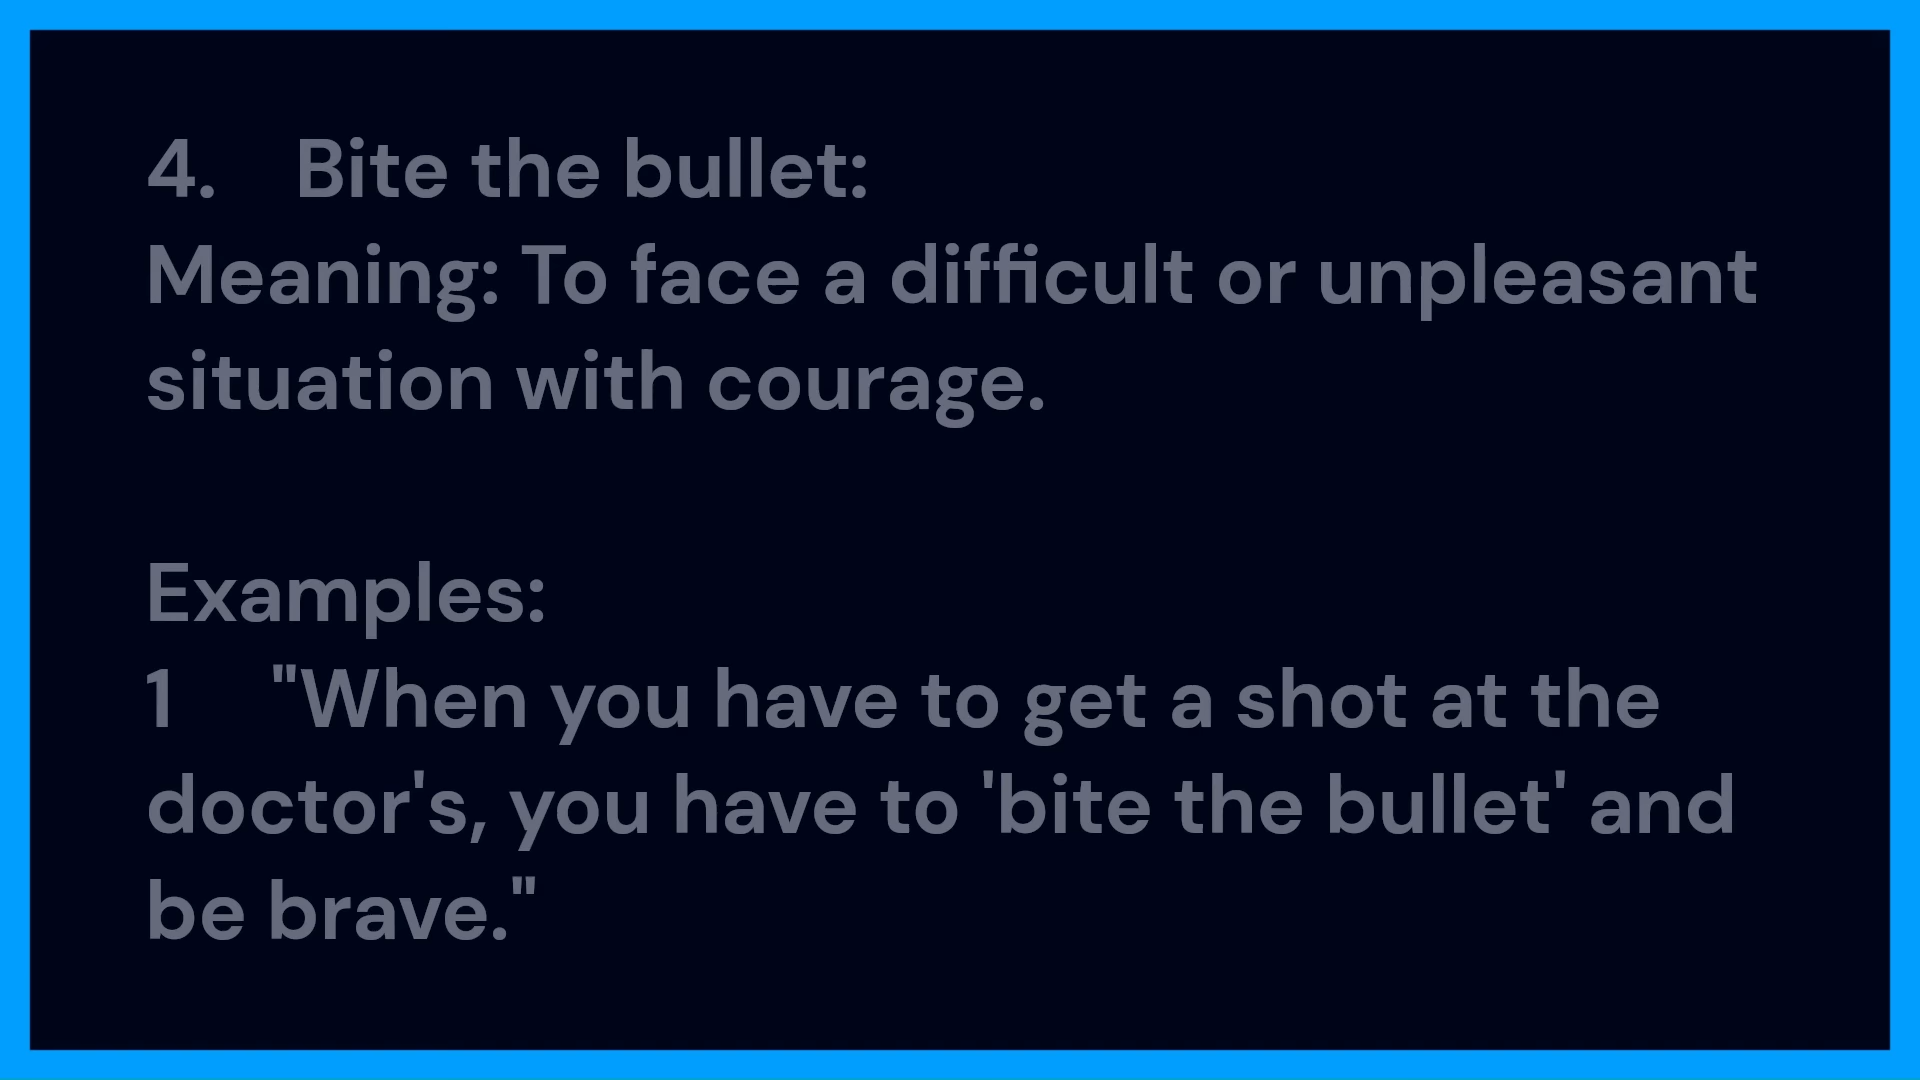 4. Bite the bullet:
Meaning: To face a difficult or unpleasant
situation with courage.
Examples:
1 "When you have to get a shot at the
doctor's, you have to 'bite the bullet' and
be brave."